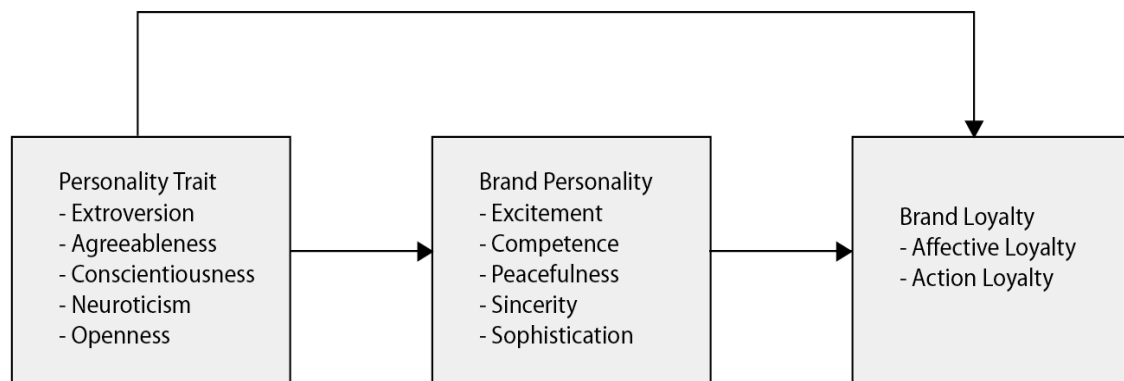 Personality Trait
- Extroversion
- Agreeableness
- Conscientiousness
- Neuroticism
- Openness
Brand Personality
- Excitement
- Competence
- Peacefulness
- Sincerity
- Sophistication
Brand Loyalty
- Affective Loyalty
- Action Loyalty